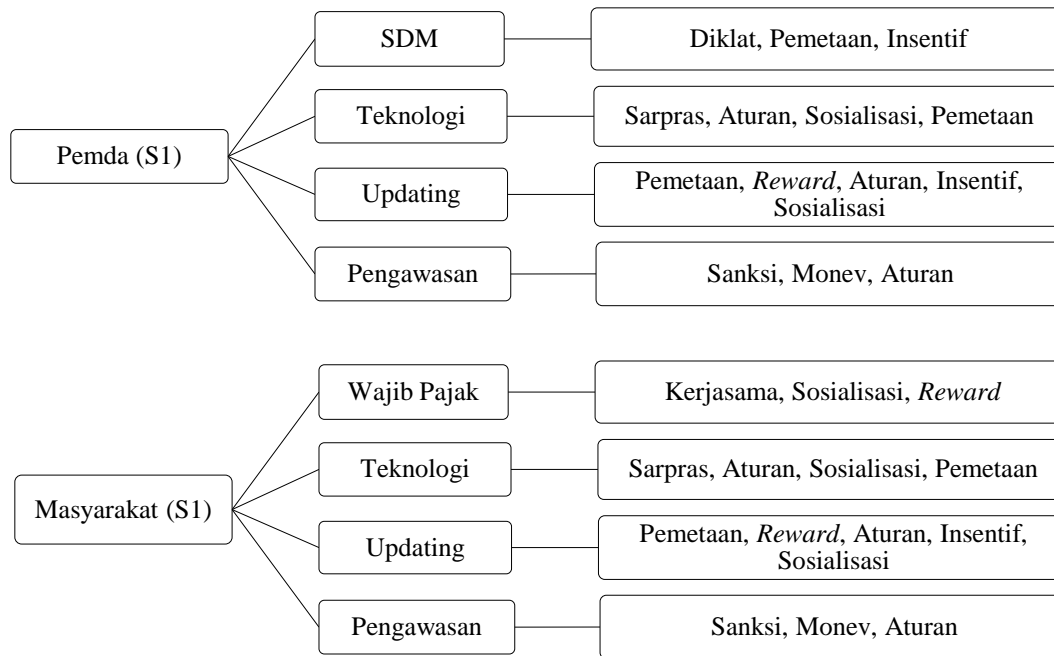 SDM
Diklat, Pemetaan, Insentif
Teknologi
Sarpras, Aturan, Sosialisasi, Pemetaan
Pemda (S1)
Updating
Pemetaan, Reward, Aturan, Insentif,
Sosialisasi
Pengawasan
Sanksi, Monev, Aturan
Wajib Pajak
Kerjasama, Sosialisasi, Reward
Teknologi
Sarpras, Aturan, Sosialisasi, Pemetaan
Masyarakat (S1)
Updating
Pemetaan, Reward, Aturan, Insentif,
Sosialisasi
Pengawasan
Sanksi, Monev, Aturan